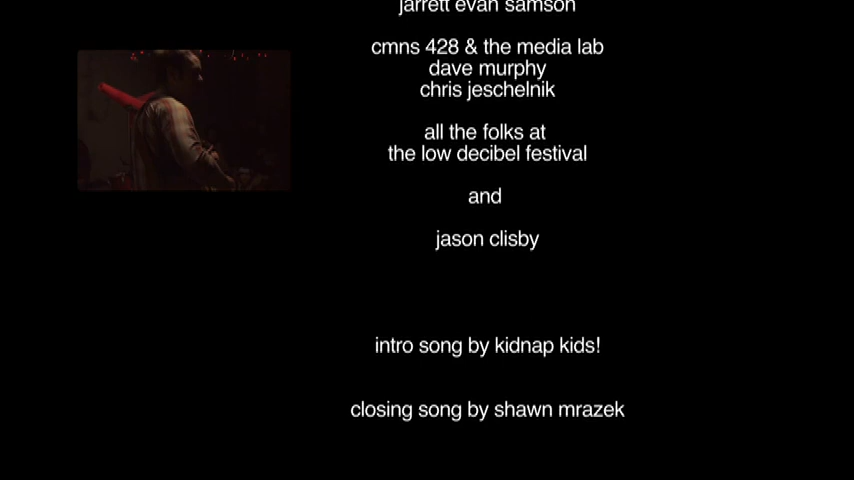 jarrett evan samson
cmns 428 & the media lab
dave murphy
chris jeschelnik
all the folks at
the low decibel festival
and
jason clisby
intro song by kidnap kids!
closing song by shawn mrazek